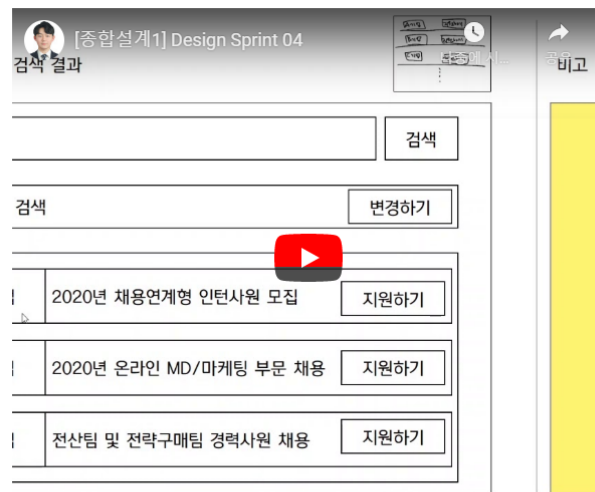 [종합설계1] Design Sprint 04
검색 결과
나중에 시...
공유
비고
검색
검색
변경하기
2020년 채용연계형 인턴사원 모집
지원하기
2020년 온라인 MD/마케팅 부문 채용
지원하기
전산팀 및 전략구매팀 경력사원 채용
지원하기